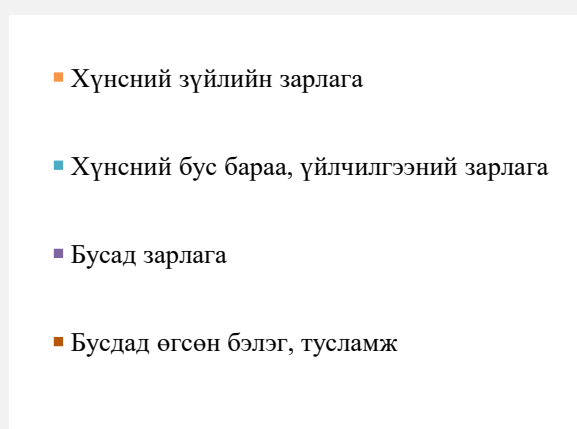 Хүнсний зүйлийн зарлага
Хүнсний бус бараа, үйлчилгээний зарлага
Бусад зарлага
Бусдад өгсөн бэлэг, тусламж